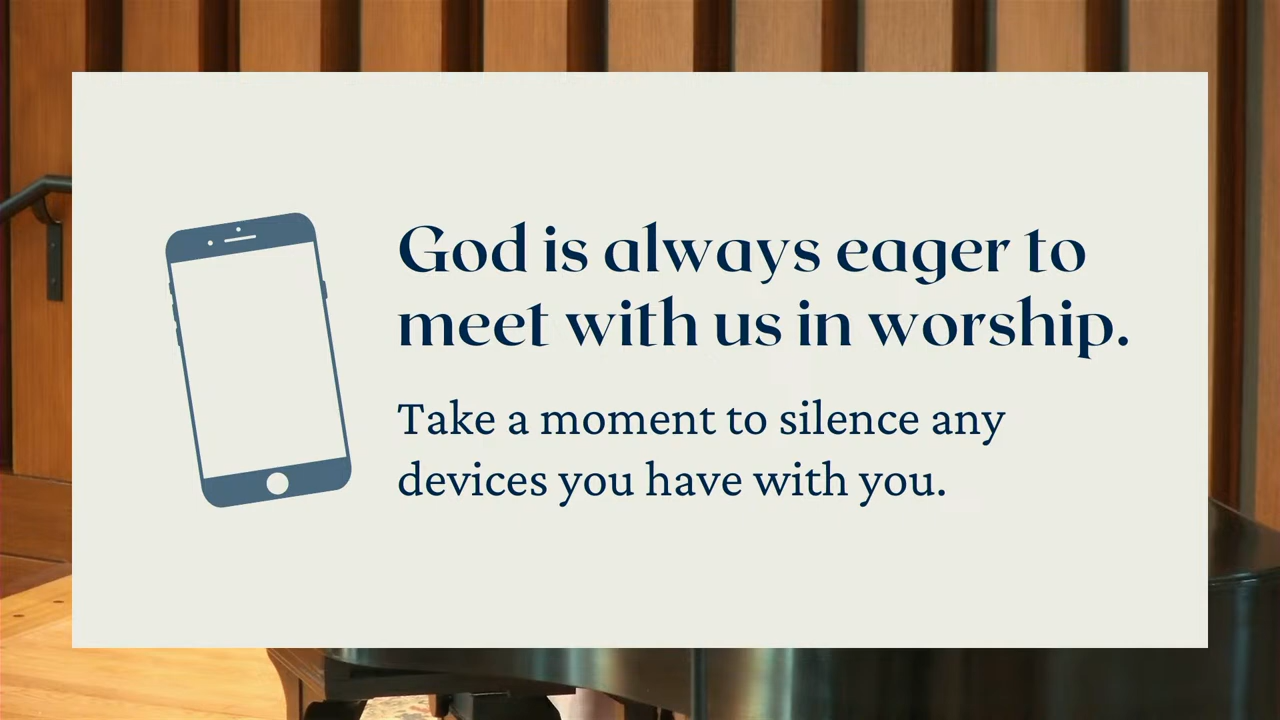 God is always eager to
meet with us in worship.
Take a moment to silence any
devices you have with you.